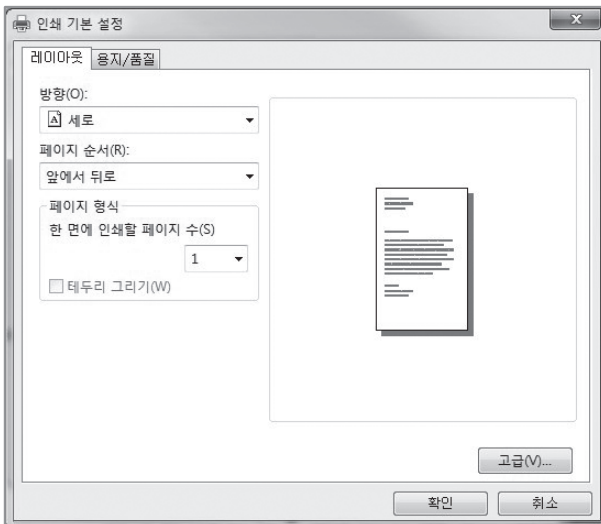 인쇄 기본 설정
레이아웃 용지/품질
방향(O):
A 세로
페이지 순서(R):
앞에서 뒤로
페이지 형식
한 면에 인쇄할 페이지 수(S)
1
테두리 그리기(W)
고급(V)...
확인 취소